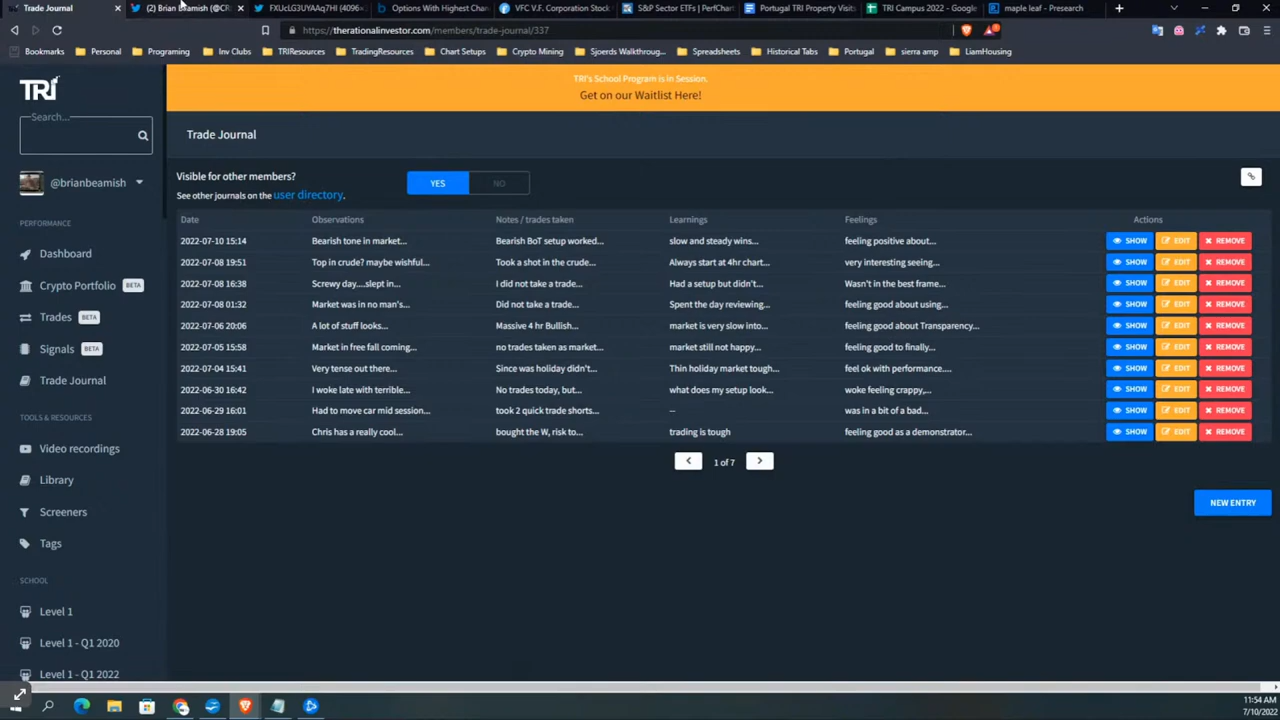 Trade Journal
(2) Brian Beamish (@CRI
FXUcLG3UYAAq7HI (4096×
Options With Highest Chan
VFC V.F. Corporation Stock
S&P Sector ETFs | PerfChart
Portugal TRI Property Visit
TRI Campus 2022 - Google
maple leaf - Presearch
https://therationalinvestor.com/members/trade-journal/337
Bookmarks
Personal
Programing
Inv Clubs
TRIResources
TradingResources
Chart Setups
Crypto Mining
Sjoerds Walkthroug...
Spreadsheets
Historical Tabs
Portugal
sierra amp
LiamHousing
TRI
TRI's School Program is in Session.
Get on our Waitlist Here!
Search...
Trade Journal
@brianbeamish
Visible for other members?
See other journals on the user directory.
YES
NO
PERFORMANCE
Dashboard
Crypto Portfolio BETA
Trades BETA
Signals BETA
Trade Journal
TOOLS & RESOURCES
Video recordings
Library
Screeners
Tags
SCHOOL
Level 1
Level 1 - Q1 2020
Level 1 - Q1 2022
Date Observations Notes / trades taken Learnings Feelings Actions
2022-07-10 15:14 Bearish tone in market... Bearish BoT setup worked... slow and steady wins... feeling positive about... SHOW EDIT REMOVE
2022-07-08 19:51 Top in crude? maybe wishful... Took a shot in the crude... Always start at 4hr chart... very interesting seeing... SHOW EDIT REMOVE
2022-07-08 16:38 Screwy day....slept in... I did not take a trade... Had a setup but didn't... Wasn't in the best frame... SHOW EDIT REMOVE
2022-07-08 01:32 Market was in no man's... Did not take a trade... Spent the day reviewing... feeling good about using... SHOW EDIT REMOVE
2022-07-06 20:06 A lot of stuff looks... Massive 4 hr Bullish... market is very slow into... feeling good about Transparency... SHOW EDIT REMOVE
2022-07-05 15:58 Market in free fall coming... no trades taken as market... market still not happy... feeling good to finally... SHOW EDIT REMOVE
2022-07-04 15:41 Very tense out there... Since was holiday didn't... Thin holiday market tough... feel ok with performance.... SHOW EDIT REMOVE
2022-06-30 16:42 I woke late with terrible... No trades today, but... what does my setup look... woke feeling crappy,... SHOW EDIT REMOVE
2022-06-29 16:01 Had to move car mid session... took 2 quick trade shorts... -- was in a bit of a bad... SHOW EDIT REMOVE
2022-06-28 19:05 Chris has a really cool... bought the W, risk to... trading is tough feeling good as a demonstrator... SHOW EDIT REMOVE
1 of 7
NEW ENTRY
11:54 AM
7/10/2022